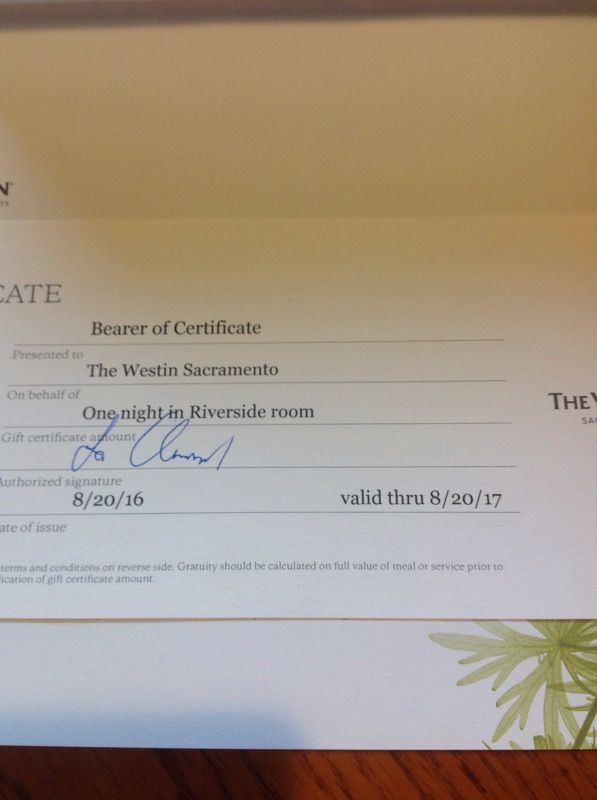 N
TS
CATE
Bearer of Certificate
Presented to
The Westin Sacramento
On behalf of
One night in Riverside room
Gift certificate amount
Authorized signature
8/20/16 valid thru 8/20/17
ate of issue
terms and conditions on reverse side. Gratuity should be calculated on full value of meal or service prior to
lication of gift certificate amount.
THE W
SAC